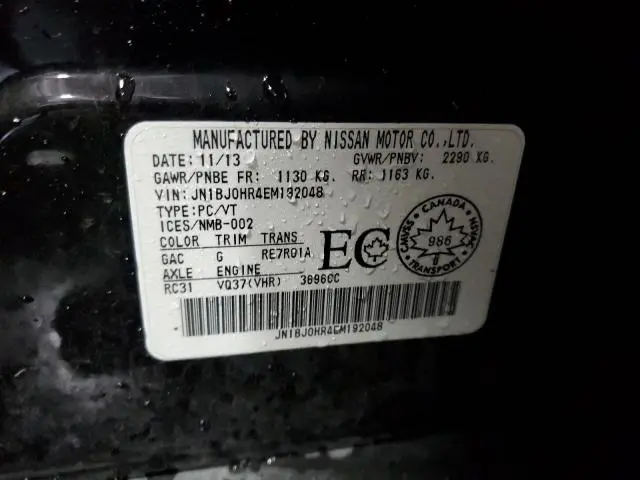 MANUFACTURED BY NISSAN MOTOR CO.,LTD.
DATE: 11/13 GVWR/PNBV: 2290 KG.
GAWR/PNBE FR: 1130 KG. RR: 1163 KG.
VIN: JN1BJ0HR4EM192048
TYPE: PC/VT
ICES/NMB-002
COLOR TRIM TRANS
GAC G RE7R01A
AXLE ENGINE
RC31 VQ37(VHR) 3696CC
EC
CANADA
986
CMVSS NSVAC
TRANSPORT
JN1BJ0HR4EM192048